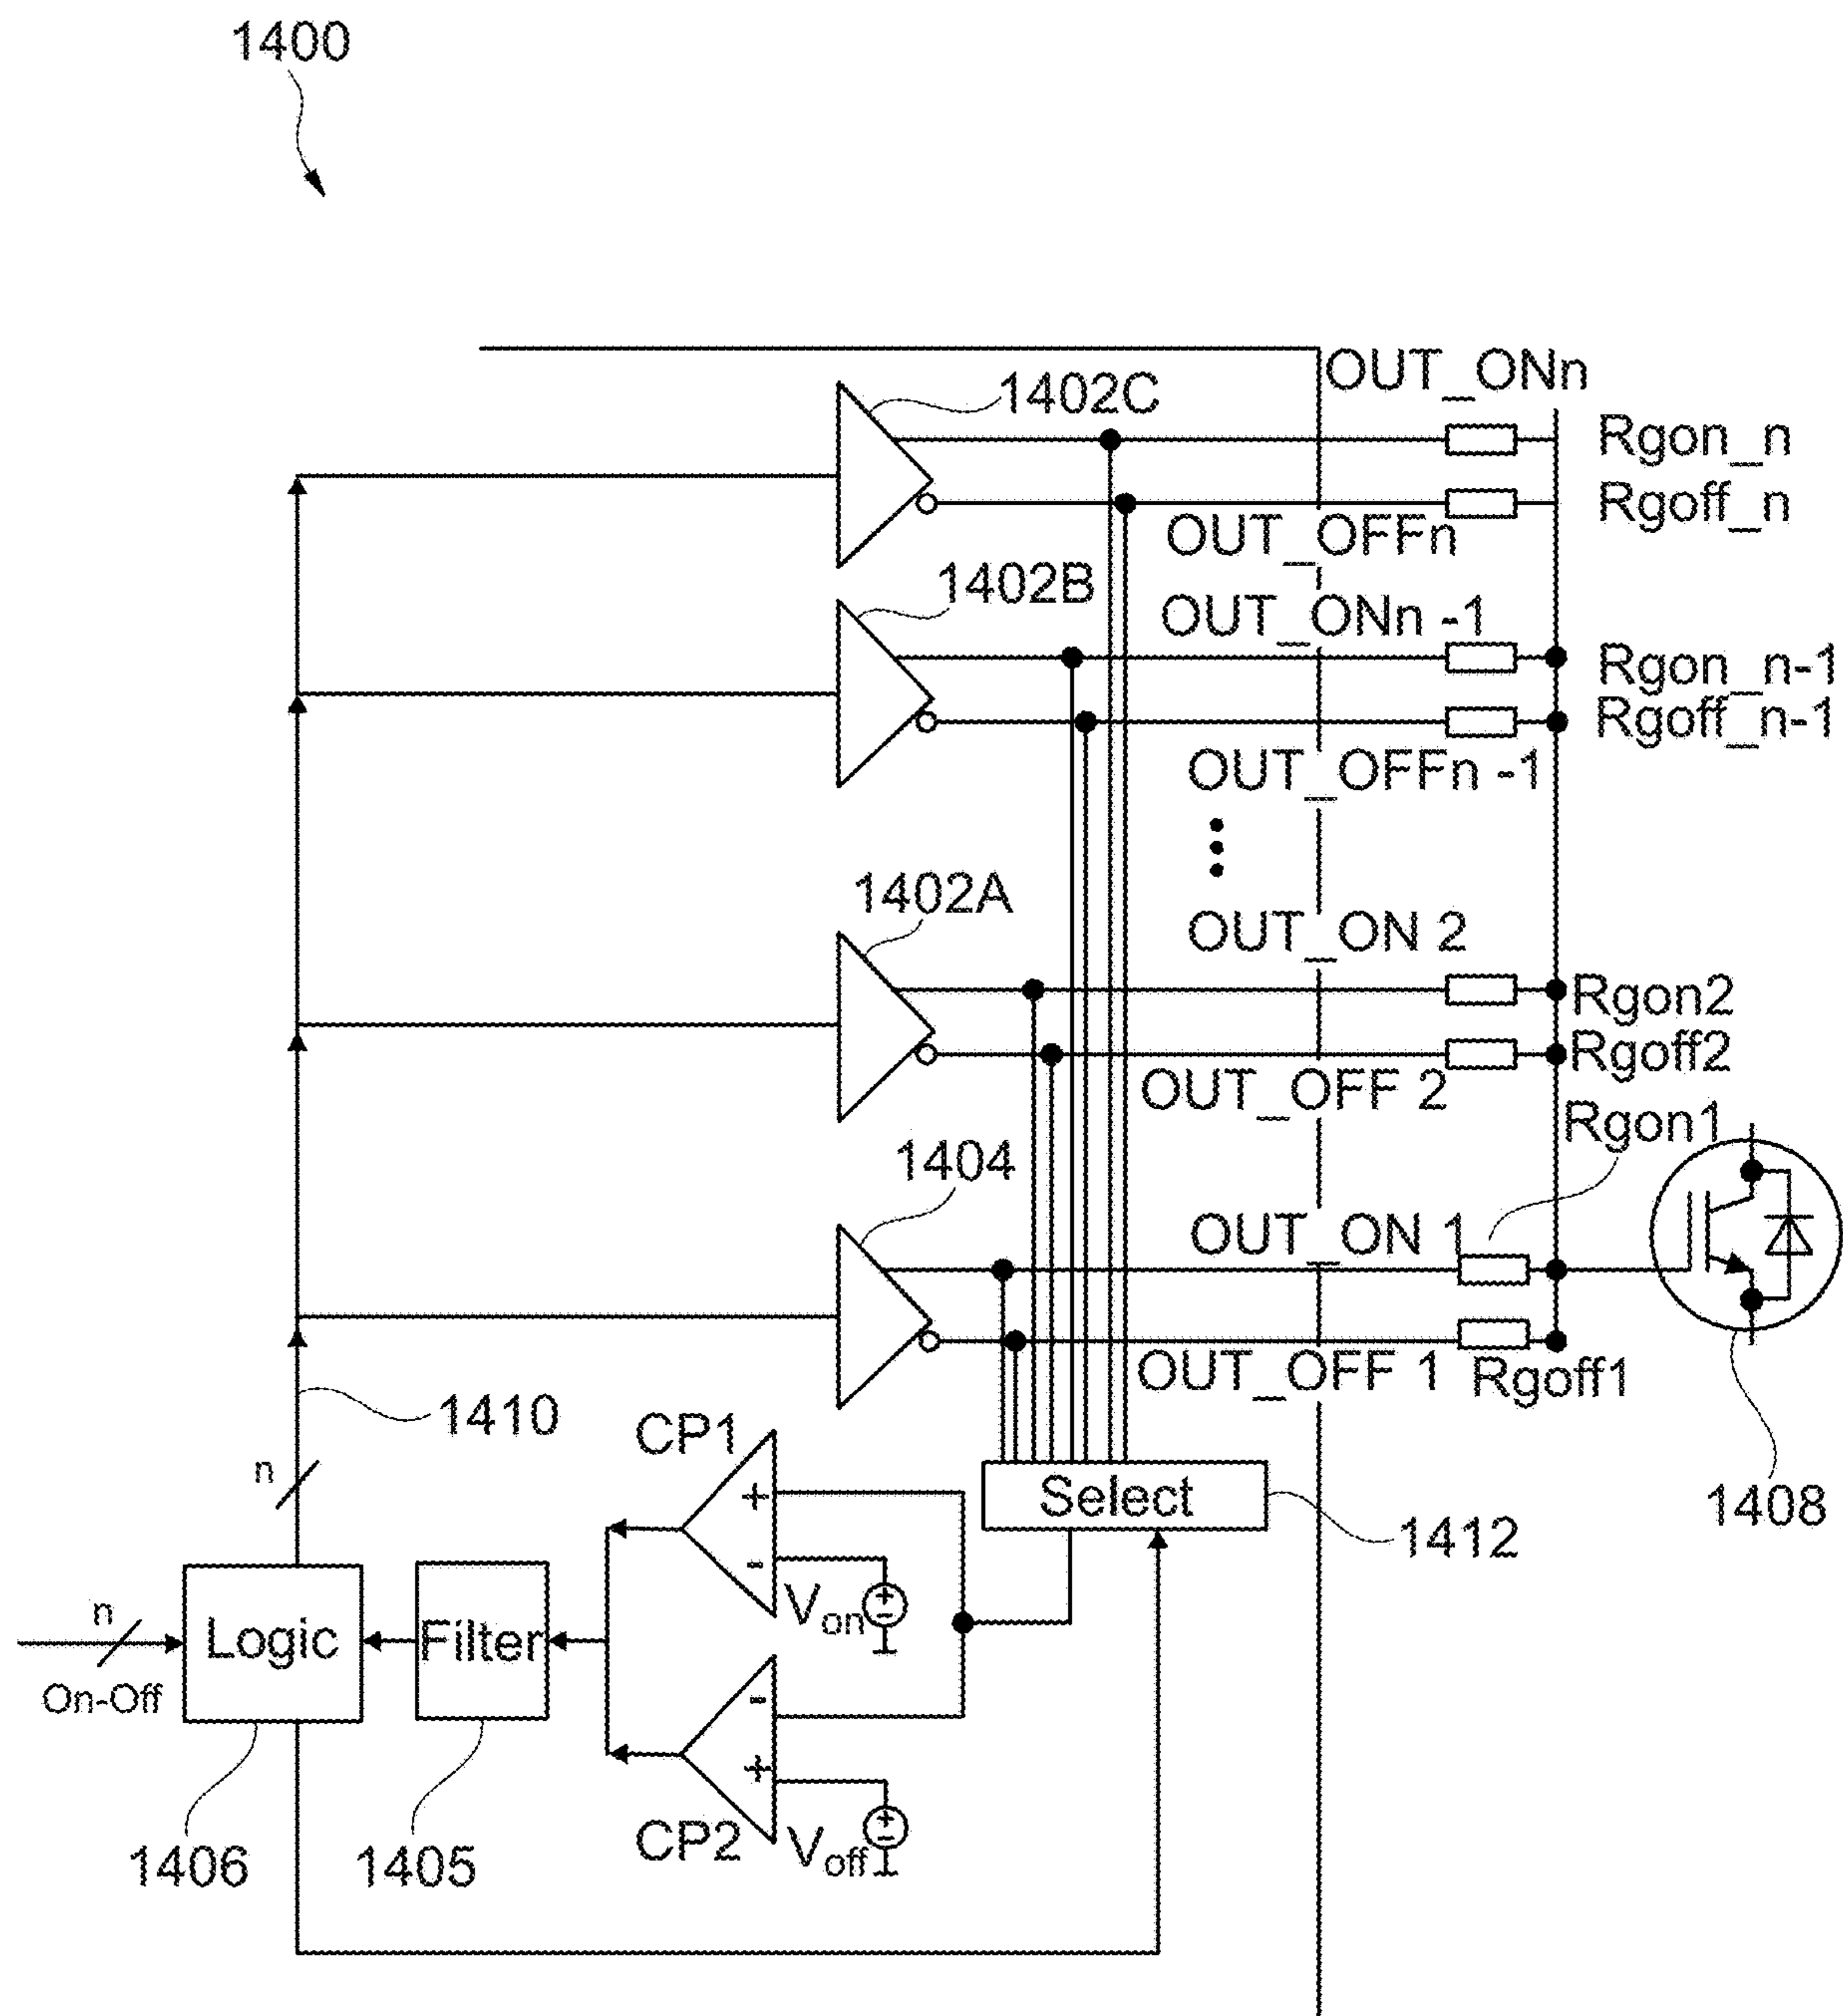 1400
OUT_ONn
1402C
Rgon_n
Rgoff_n
OUT_OFFn
1402B
OUT_ONn -1
Rgon_n-1
Rgoff_n-1
OUT_OFFn -1
1402A
OUT_ON 2
Rgon2
Rgoff2
OUT_OFF 2
Rgon1
1404
OUT_ON 1
OUT_OFF 1
Rgoff1
1410
CP1
n
+
-
Select
1412
1408
Von
+
-
n
Logic
Filter
On-Off
-
+
CP2
Voff
+
-
1406
1405